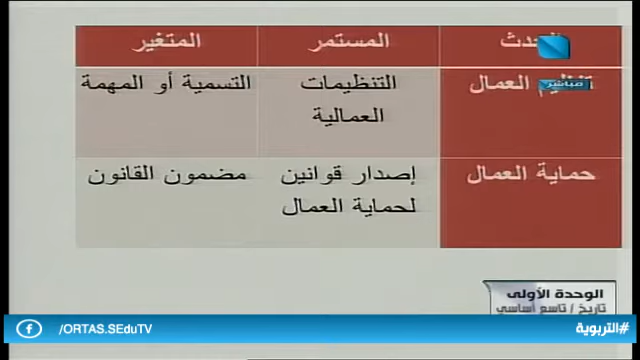 الحدث المستمر المتغير
تنظيم العمال التنظيمات العمالية التسمية أو المهمة
مباشر
حماية العمال إصدار قوانين لحماية العمال مضمون القانون
الوحدة الأولى
تاريخ / تاسع أساسي
/ORTAS.SEduTV #التربوية